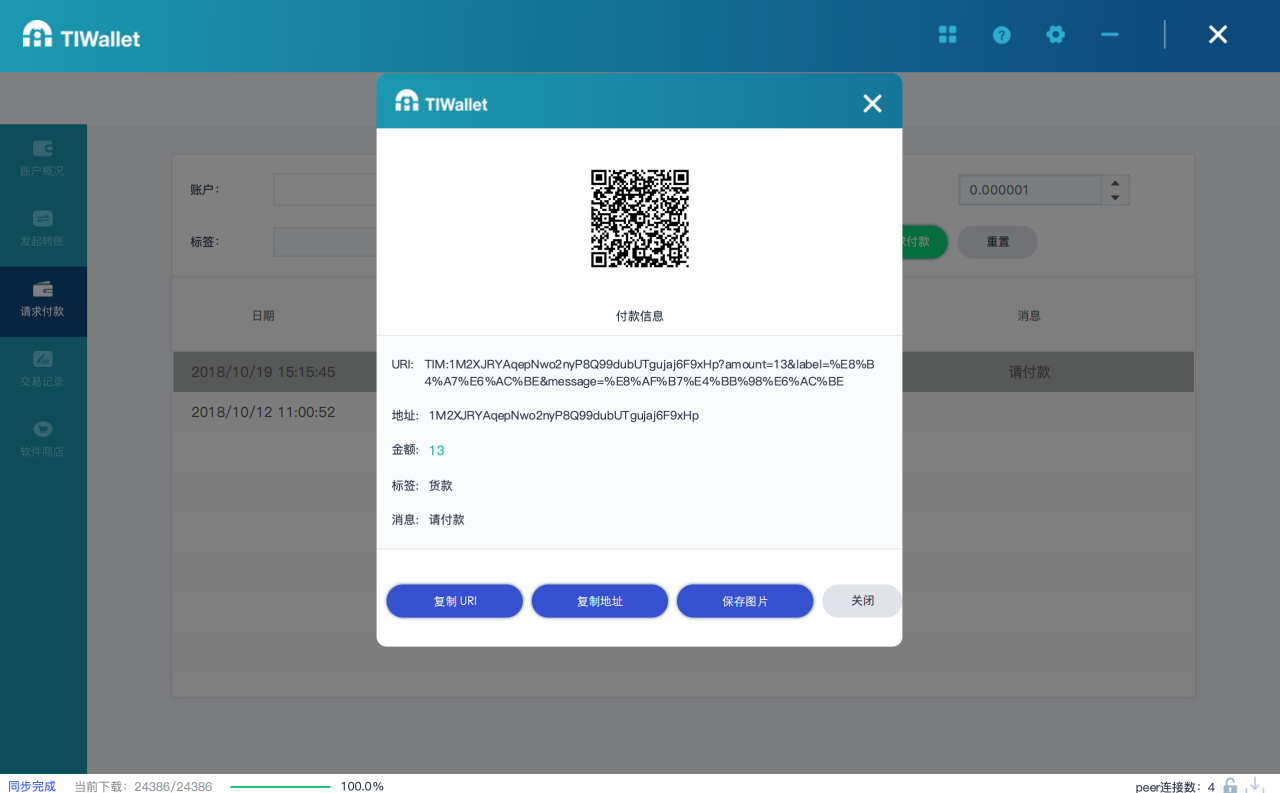 TIWallet
TIWallet
账户概况
发起转账
请求付款
交易记录
软件商店
账户：
0.000001
标签：
付款
重置
日期
消息
2018/10/19 15:15:45
请付款
2018/10/12 11:00:52
付款信息
URI: TIM:1M2XJRYAqepNwo2nyP8Q99dubUTgujaj6F9xHp?amount=13&label=%E8%B
4%A7%E6%AC%BE&message=%E8%AF%B7%E4%BB%98%E6%AC%BE
地址: 1M2XJRYAqepNwo2nyP8Q99dubUTgujaj6F9xHp
金额: 13
标签: 货款
消息: 请付款
复制 URI
复制地址
保存图片
关闭
同步完成 当前下载: 24386/24386 100.0% peer连接数: 4